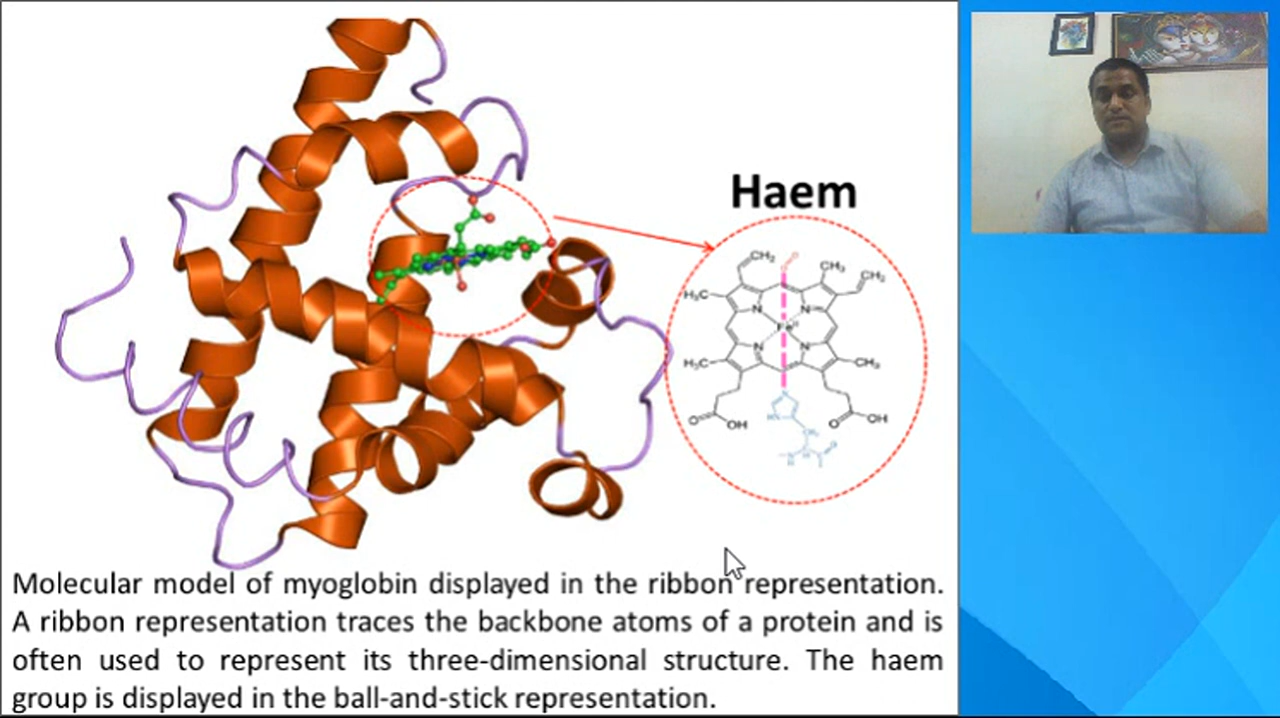 Haem
CH₂
CH₃
CH₂
H₃C
N
N
Fe
N
N
H₃C
CH₃
O
OH
O
OH
Molecular model of myoglobin displayed in the ribbon representation.
A ribbon representation traces the backbone atoms of a protein and is
often used to represent its three-dimensional structure. The haem
group is displayed in the ball-and-stick representation.